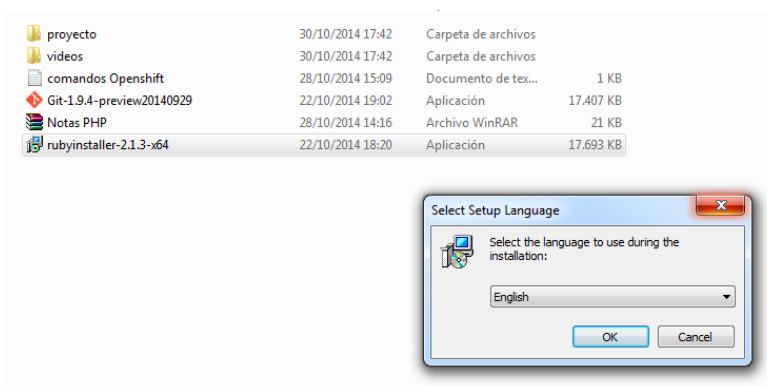 proyecto 30/10/2014 17:42 Carpeta de archivos
videos 30/10/2014 17:42 Carpeta de archivos
comandos Openshift 28/10/2014 15:09 Documento de tex... 1 KB
Git-1.9.4-preview20140929 22/10/2014 19:02 Aplicación 17.407 KB
Notas PHP 28/10/2014 14:16 Archivo WinRAR 21 KB
rubyinstaller-2.1.3-x64 22/10/2014 18:20 Aplicación 17.693 KB
Select Setup Language
Select the language to use during the
installation:
English
OK Cancel